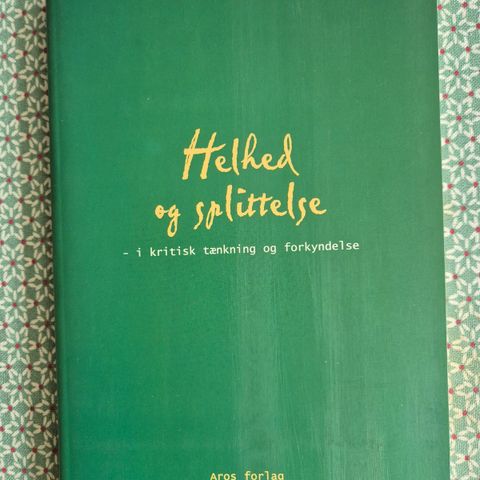 Helhed
og splittelse
- i kritisk tænkning og forkyndelse
Aros forlag